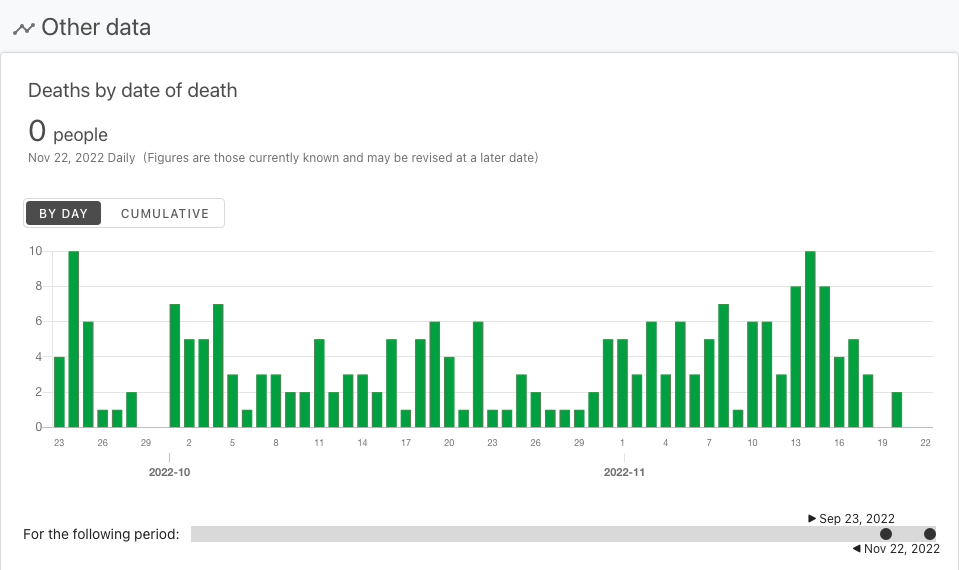 Other data
Deaths by date of death
0 people
Nov 22, 2022 Daily (Figures are those currently known and may be revised at a later date)
BY DAY CUMULATIVE
10
8
6
4
2
0
23 26 29 2 5 8 11 14 17 20 23 26 29 1 4 7 10 13 16 19 22
2022-10 2022-11
▶ Sep 23, 2022
For the following period:
◀ Nov 22, 2022